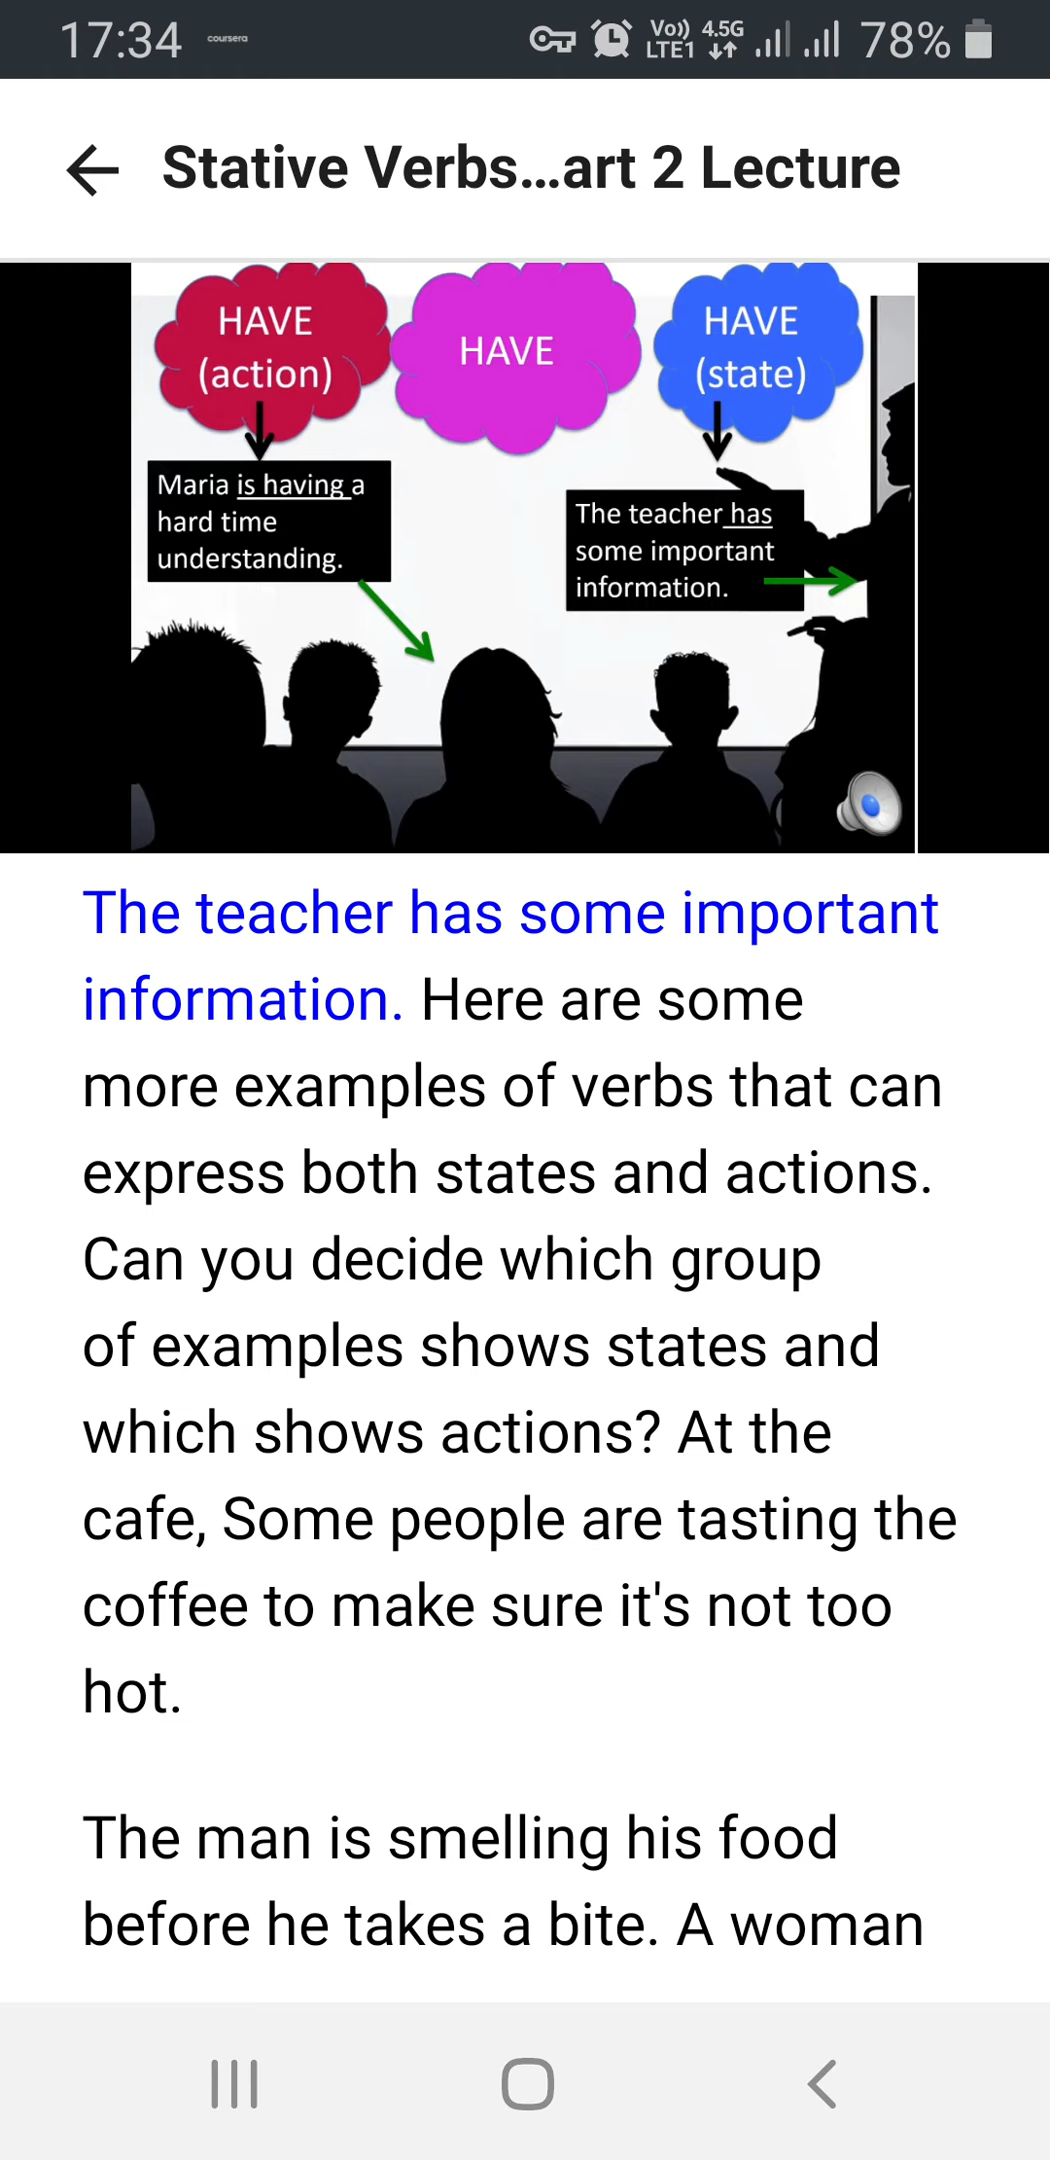 17:34 coursera Vo)) LTE1 4.5G 78%
Stative Verbs...art 2 Lecture
HAVE
(action)
HAVE
HAVE
(state)
Maria is having a
hard time
understanding.
The teacher has
some important
information.
The teacher has some important
information. Here are some
more examples of verbs that can
express both states and actions.
Can you decide which group
of examples shows states and
which shows actions? At the
cafe, Some people are tasting the
coffee to make sure it's not too
hot.
The man is smelling his food
before he takes a bite. A woman